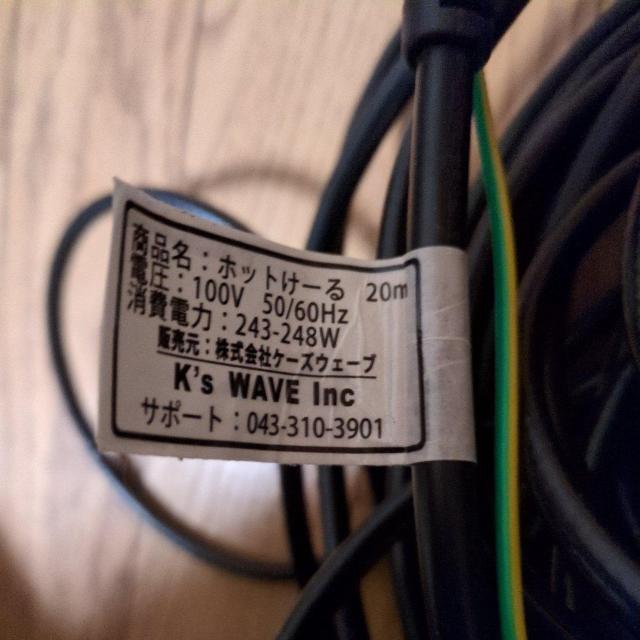 商品名：ホットけーる 20m
電圧：100V 50/60Hz
消費電力：243-248W
販売元：株式会社ケーズウェーブ
K's WAVE Inc
サポート：043-310-3901